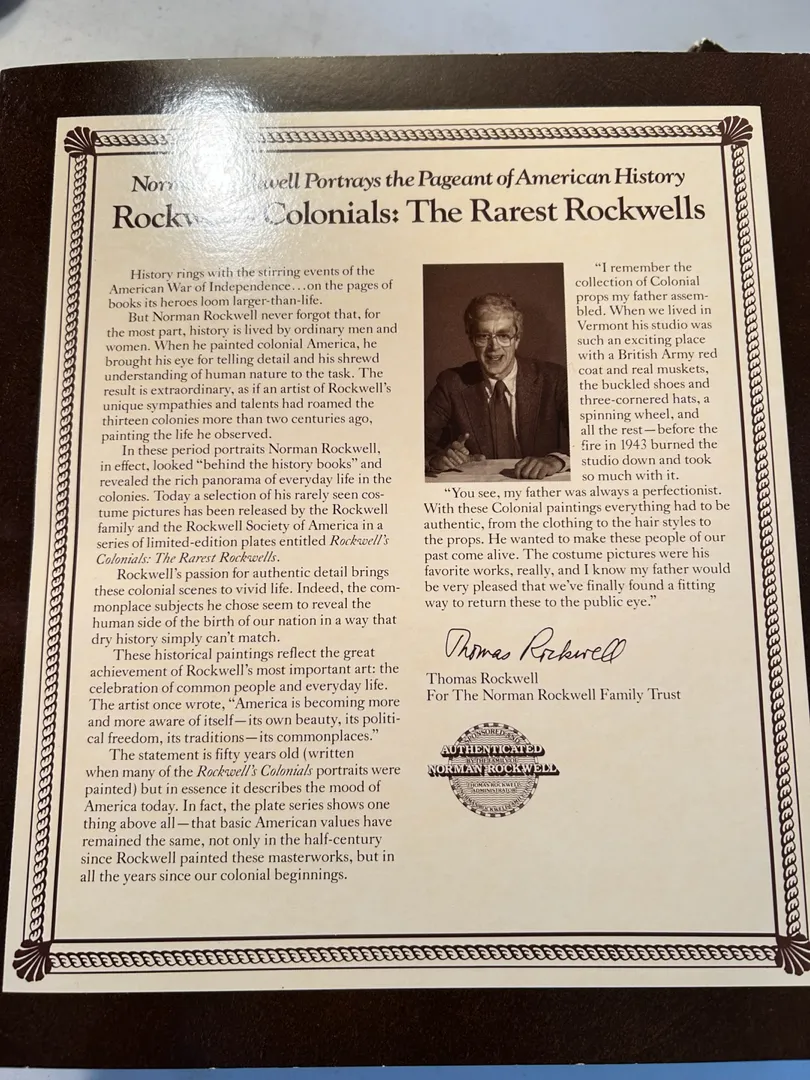 Nor     well Portrays the Pageant of American History
Rockw     Colonials: The Rarest Rockwells
History rings with the stirring events of the
American War of Independence...on the pages of
books its heroes loom larger-than-life.
But Norman Rockwell never forgot that, for
the most part, history is lived by ordinary men and
women. When he painted colonial America, he
brought his eye for telling detail and his shrewd
understanding of human nature to the task. The
result is extraordinary, as if an artist of Rockwell's
unique sympathies and talents had roamed the
thirteen colonies more than two centuries ago,
painting the life he observed.
In these period portraits Norman Rockwell,
in effect, looked "behind the history books" and
revealed the rich panorama of everyday life in the
colonies. Today a selection of his rarely seen cos-
tume pictures has been released by the Rockwell
family and the Rockwell Society of America in a
series of limited-edition plates entitled Rockwell's
Colonials: The Rarest Rockwells.
Rockwell's passion for authentic detail brings
these colonial scenes to vivid life. Indeed, the com-
monplace subjects he chose seem to reveal the
human side of the birth of our nation in a way that
dry history simply can't match.
These historical paintings reflect the great
achievement of Rockwell's most important art: the
celebration of common people and everyday life.
The artist once wrote, "America is becoming more
and more aware of itself—its own beauty, its politi-
cal freedom, its traditions—its commonplaces."
The statement is fifty years old (written
when many of the Rockwell's Colonials portraits were
painted) but in essence it describes the mood of
America today. In fact, the plate series shows one
thing above all—that basic American values have
remained the same, not only in the half-century
since Rockwell painted these masterworks, but in
all the years since our colonial beginnings.
"I remember the
collection of Colonial
props my father assem-
bled. When we lived in
Vermont his studio was
such an exciting place
with a British Army red
coat and real muskets,
the buckled shoes and
three-cornered hats, a
spinning wheel, and
all the rest—before the
fire in 1943 burned the
studio down and took
so much with it.
"You see, my father was always a perfectionist.
With these Colonial paintings everything had to be
authentic, from the clothing to the hair styles to
the props. He wanted to make these people of our
past come alive. The costume pictures were his
favorite works, really, and I know my father would
be very pleased that we've finally found a fitting
way to return these to the public eye."
Thomas Rockwell
Thomas Rockwell
For The Norman Rockwell Family Trust
SPONSORED AND
AUTHENTICATED
BY THE FAMILY OF
NORMAN ROCKWELL
THOMAS ROCKWELL
ADMINISTRATOR